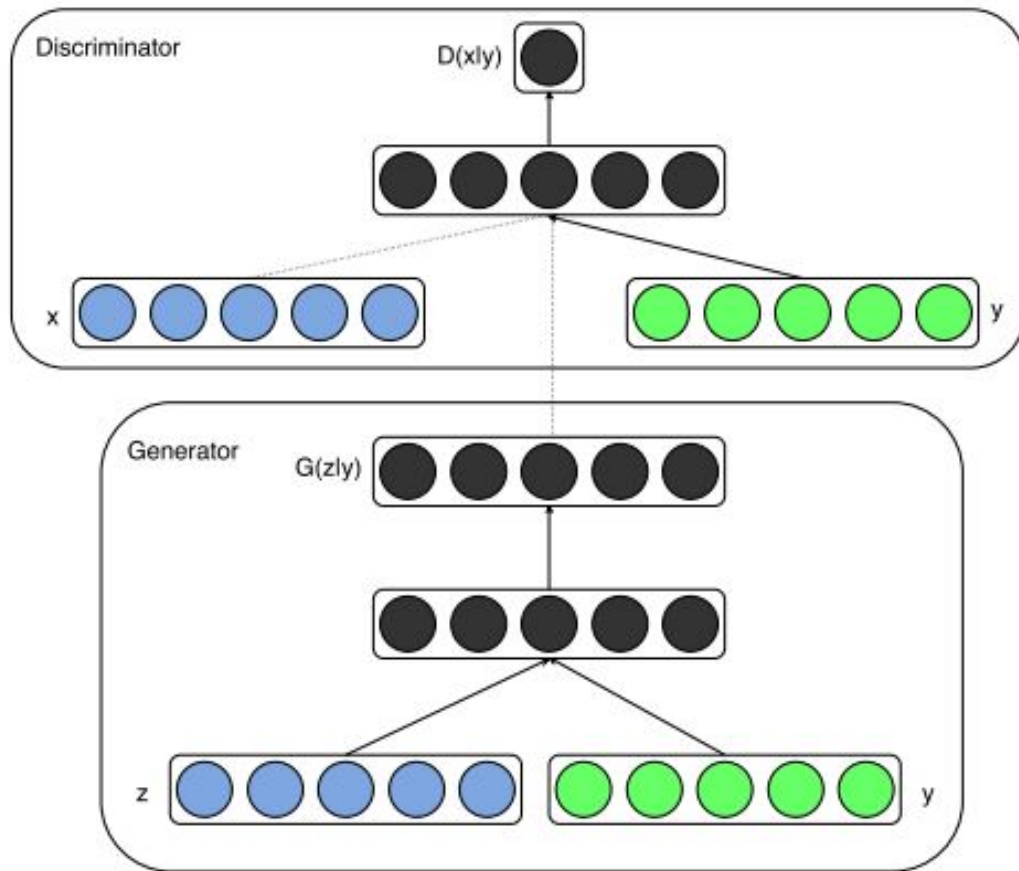 Discriminator
D(x|y)
x
y
Generator
G(z|y)
z
y